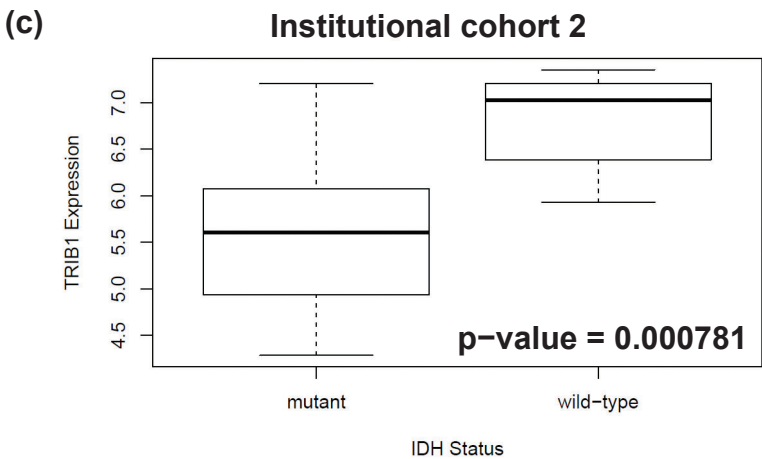 (c)
Institutional cohort 2
TRIB1 Expression
7.0
6.5
6.0
5.5
5.0
4.5
p−value = 0.000781
mutant
wild−type
IDH Status